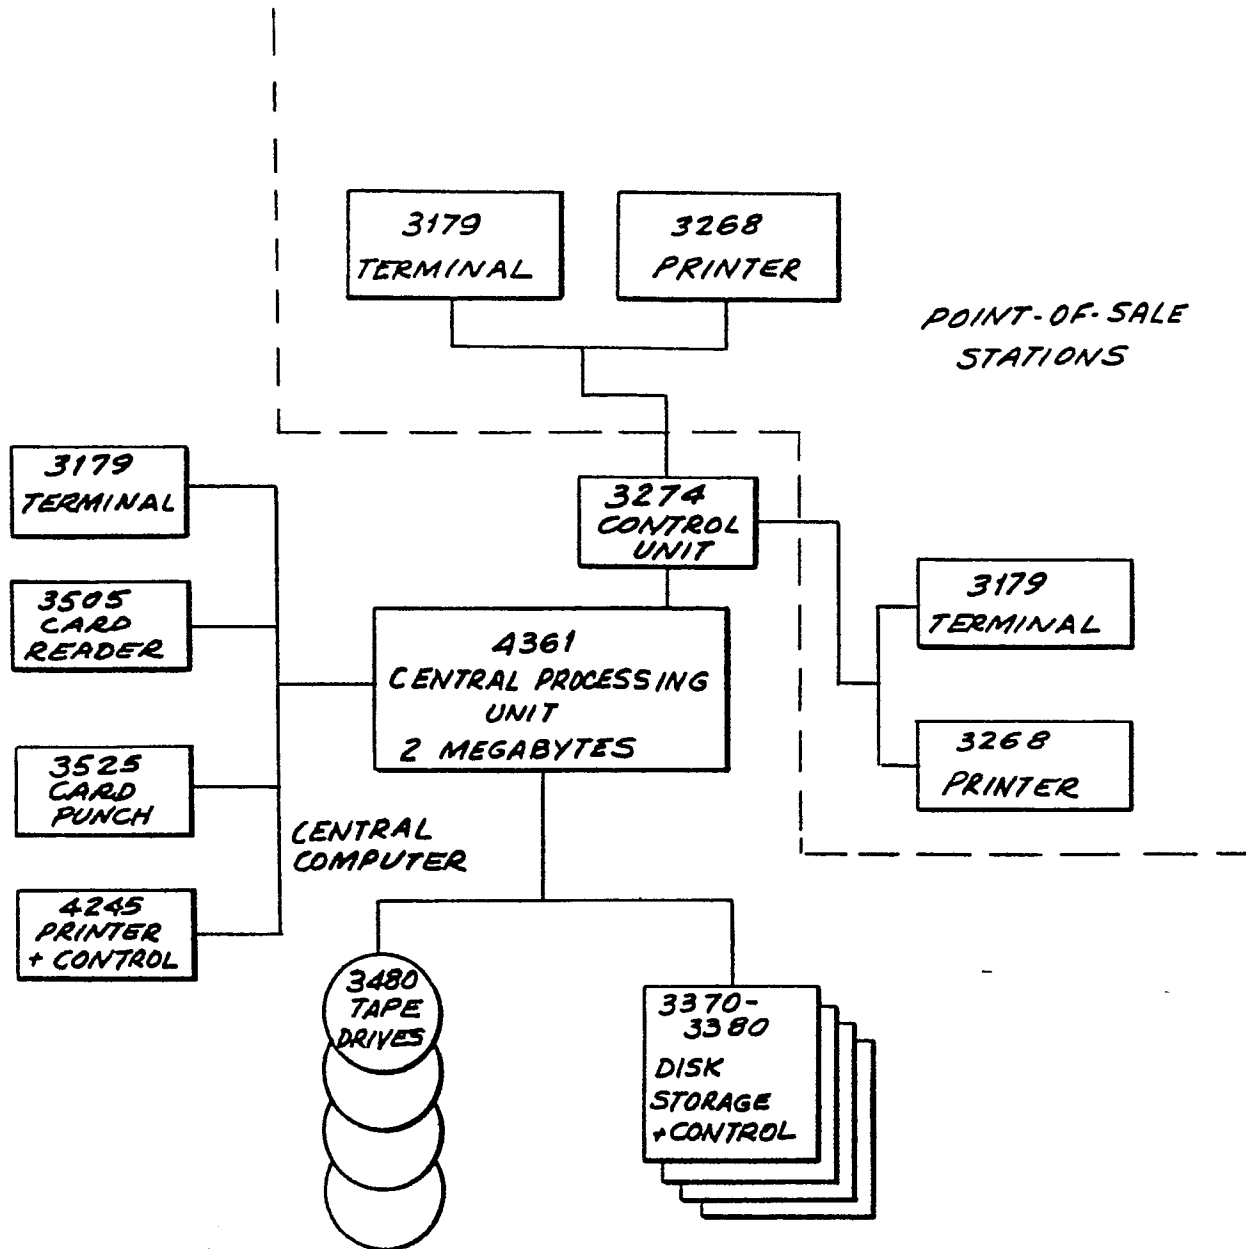 3179
TERMINAL
3268
PRINTER
POINT-OF-SALE
STATIONS
3179
TERMINAL
3274
CONTROL
UNIT
3505
CARD
READER
3179
TERMINAL
4361
CENTRAL PROCESSING
UNIT
2 MEGABYTES
3525
CARD
PUNCH
3268
PRINTER
CENTRAL
COMPUTER
4245
PRINTER
+ CONTROL
3480
TAPE
DRIVES
3370-
3380
DISK
STORAGE
+CONTROL